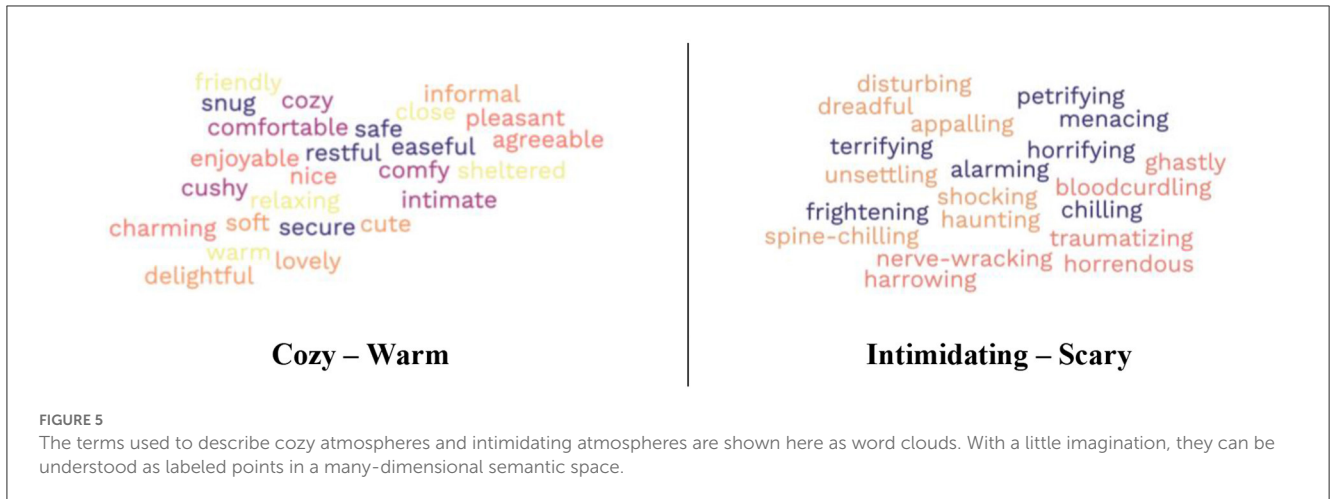 friendly
snug cozy informal
close pleasant
comfortable safe
enjoyable restful easeful agreeable
nice comfy sheltered
cushy relaxing intimate
charming soft secure cute
warm lovely
delightful
Cozy – Warm
disturbing
dreadful petrifying
appalling menacing
terrifying horrifying
unsettling alarming ghastly
shocking bloodcurdling
frightening haunting chilling
spine-chilling traumatizing
nerve-wracking horrendous
harrowing
Intimidating – Scary
FIGURE 5
The terms used to describe cozy atmospheres and intimidating atmospheres are shown here as word clouds. With a little imagination, they can be
understood as labeled points in a many-dimensional semantic space.